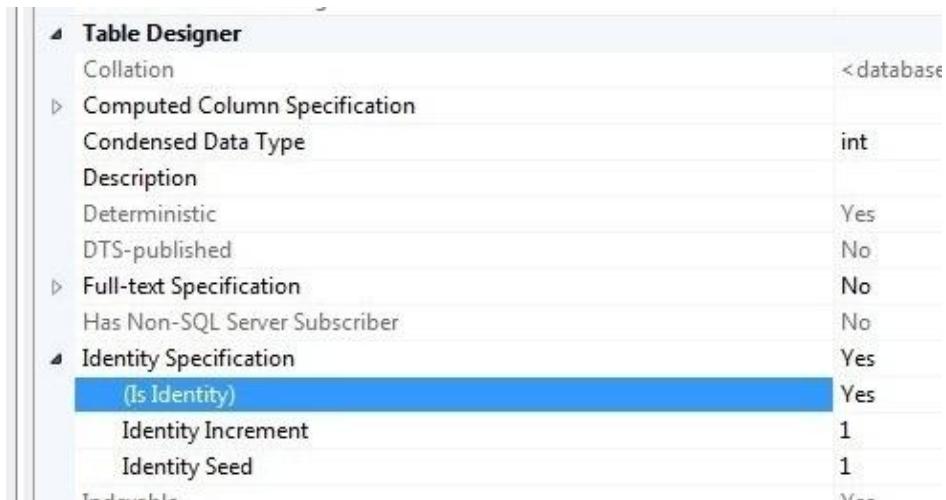 Table Designer
Collation <database
Computed Column Specification
Condensed Data Type int
Description
Deterministic Yes
DTS-published No
Full-text Specification No
Has Non-SQL Server Subscriber No
Identity Specification Yes
(Is Identity) Yes
Identity Increment 1
Identity Seed 1
Indexable Yes